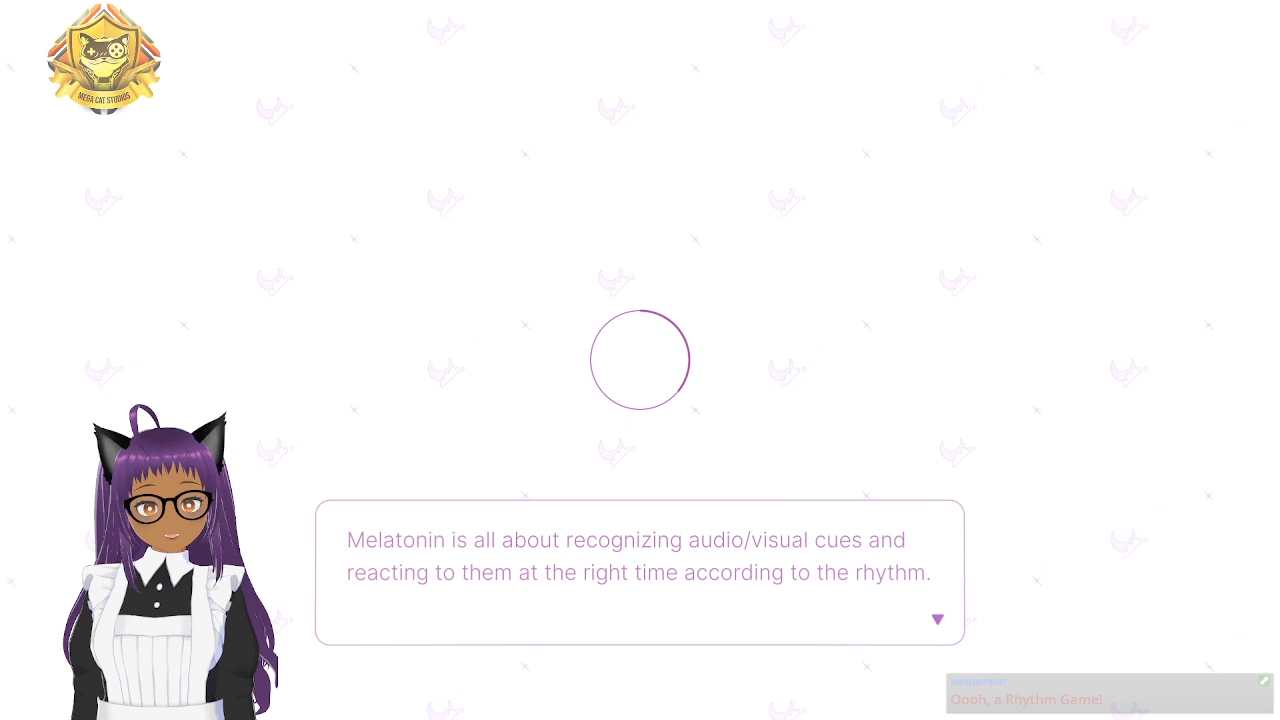 MEGA CAT STUDIOS
Melatonin is all about recognizing audio/visual cues and
reacting to them at the right time according to the rhythm.
Oooh, a Rhythm Game!